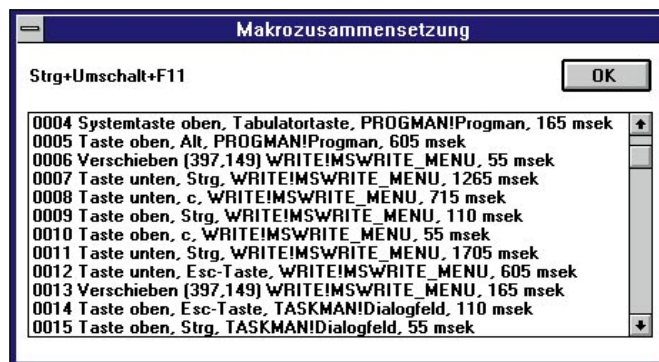 Makrozusammensetzung
Strg+Umschalt+F11
OK
0004 Systemtaste oben, Tabulatortaste, PROGMAN!Progman, 165 msek
0005 Taste oben, Alt, PROGMAN!Progman, 605 msek
0006 Verschieben (397,149) WRITE!MSWRITE_MENU, 55 msek
0007 Taste unten, Strg, WRITE!MSWRITE_MENU, 1265 msek
0008 Taste unten, c, WRITE!MSWRITE_MENU, 715 msek
0009 Taste oben, Strg, WRITE!MSWRITE_MENU, 110 msek
0010 Taste oben, c, WRITE!MSWRITE_MENU, 55 msek
0011 Taste unten, Strg, WRITE!MSWRITE_MENU, 1705 msek
0012 Taste unten, Esc-Taste, WRITE!MSWRITE_MENU, 605 msek
0013 Verschieben (397,149) WRITE!MSWRITE_MENU, 165 msek
0014 Taste oben, Esc-Taste, TASKMAN!Dialogfeld, 110 msek
0015 Taste oben, Strg, TASKMAN!Dialogfeld, 55 msek